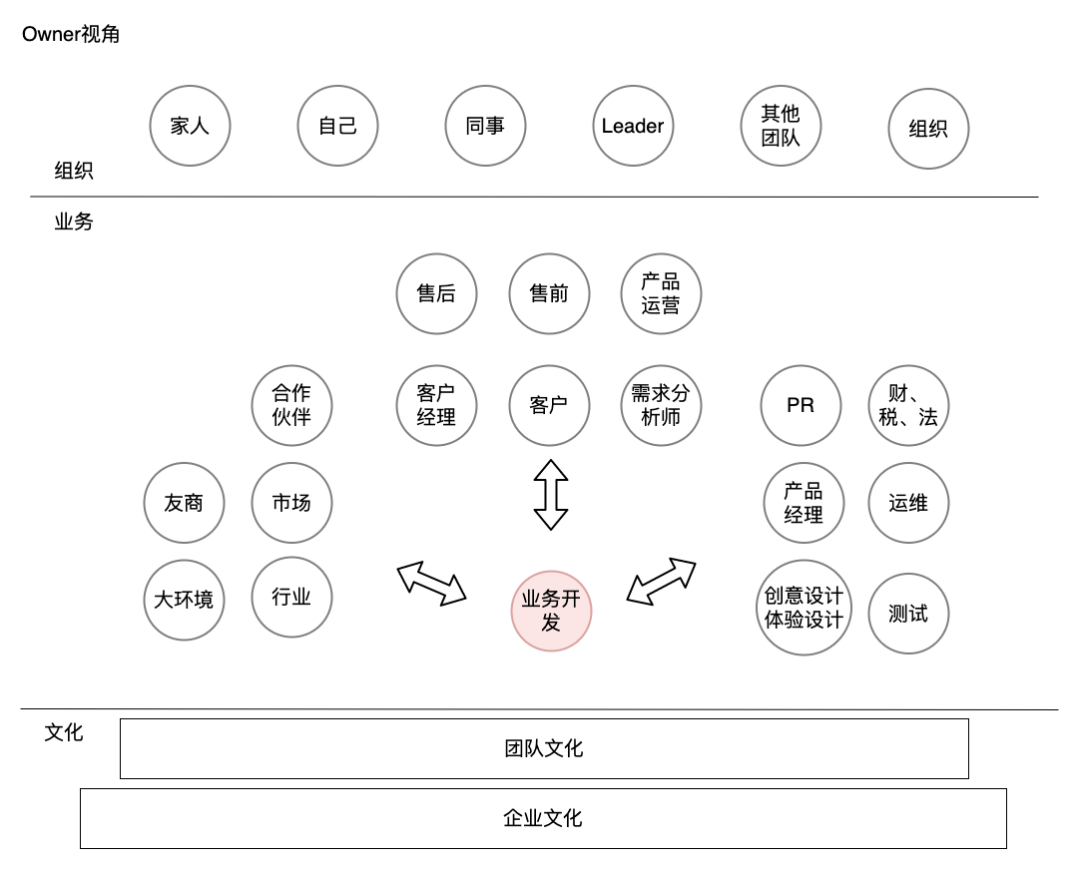 Owner视角
家人
自己
同事
Leader
其他
团队
组织
组织
业务
售后
售前
产品
运营
合作
伙伴
客户
经理
客户
需求分
析师
PR
财、
税、法
友商
市场
产品
经理
运维
大环境
行业
业务开
发
创意设计
体验设计
测试
文化
团队文化
企业文化